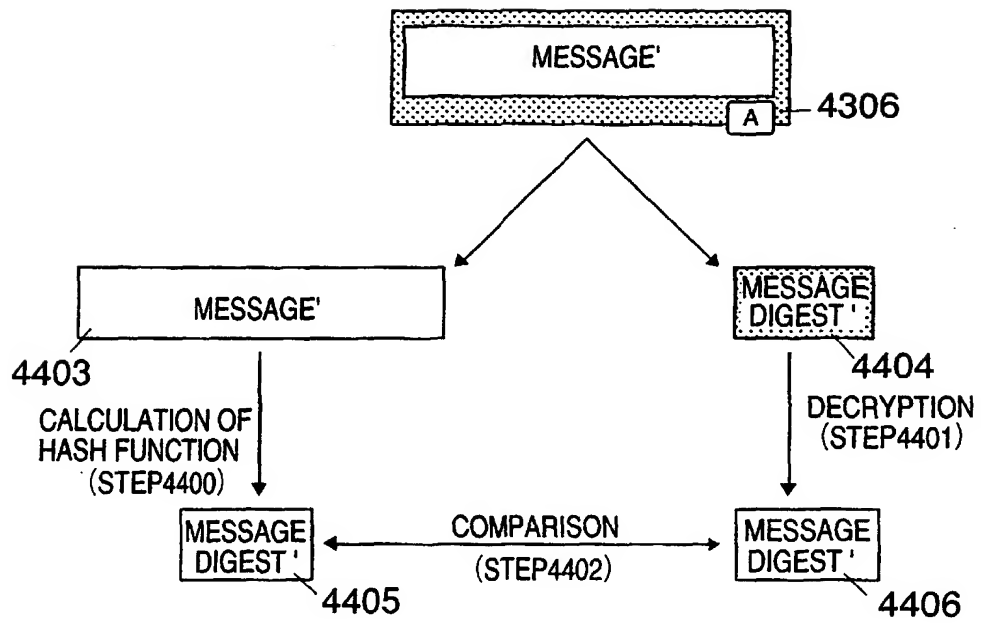 MESSAGE'
A
4306
MESSAGE'
MESSAGE
DIGEST '
4403
4404
CALCULATION OF
HASH FUNCTION
(STEP4400)
DECRYPTION
(STEP4401)
MESSAGE
DIGEST '
COMPARISON
(STEP4402)
MESSAGE
DIGEST '
4405
4406